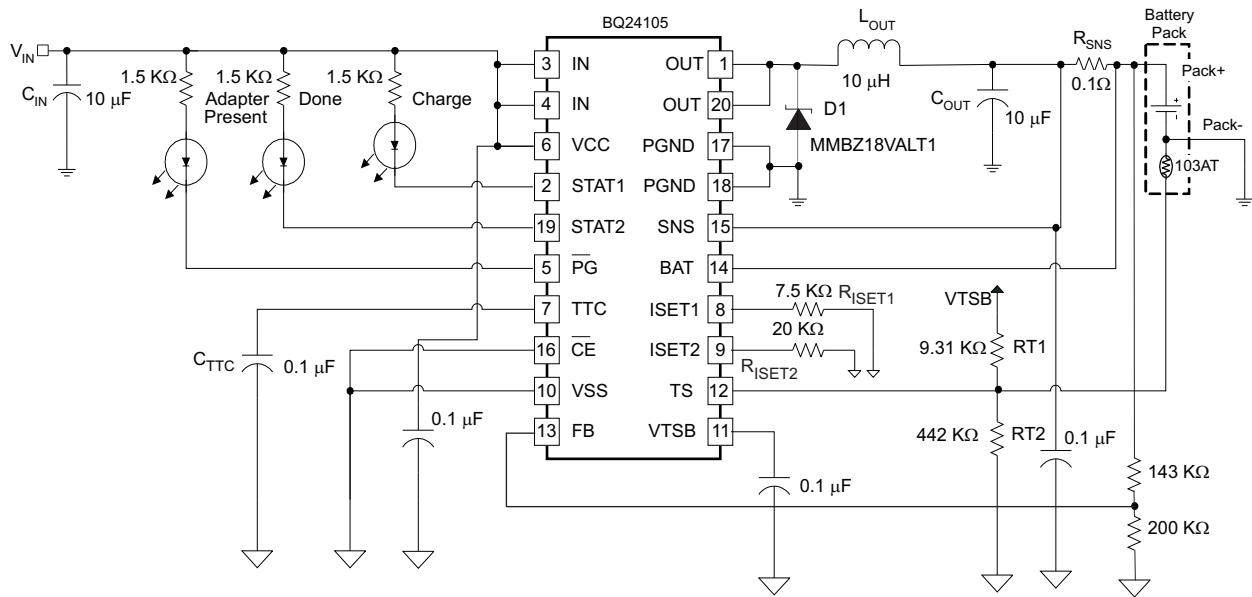 BQ24105
V_IN
C_IN
10 μF
1.5 KΩ
Adapter
Present
1.5 KΩ
Done
1.5 KΩ
Charge
3 IN
4 IN
6 VCC
2 STAT1
19 STAT2
5 P̅G̅
7 TTC
16 C̅E̅
10 VSS
13 FB
OUT 1
OUT 20
PGND 17
PGND 18
SNS 15
BAT 14
ISET1 8
ISET2 9
TS 12
VTSB 11
C_TTC
0.1 μF
0.1 μF
L_OUT
10 μH
D1
MMBZ18VALT1
C_OUT
10 μF
R_SNS
0.1Ω
Battery
Pack
Pack+
+
-
Pack-
103AT
7.5 KΩ R_ISET1
20 KΩ
R_ISET2
VTSB
9.31 KΩ RT1
442 KΩ RT2
0.1 μF
0.1 μF
143 KΩ
200 KΩ